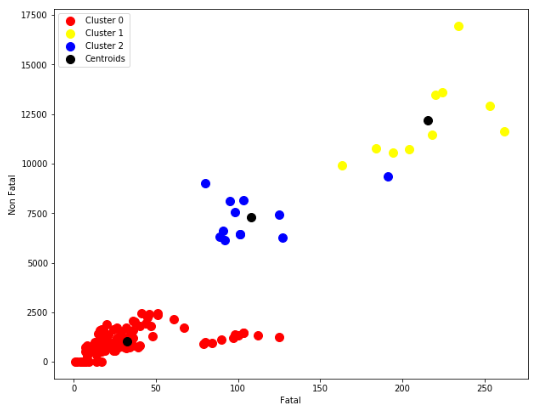 17500
15000
12500
10000
7500
5000
2500
0
Non Fatal
Cluster 0
Cluster 1
Cluster 2
Centroids
0 50 100 150 200 250
Fatal